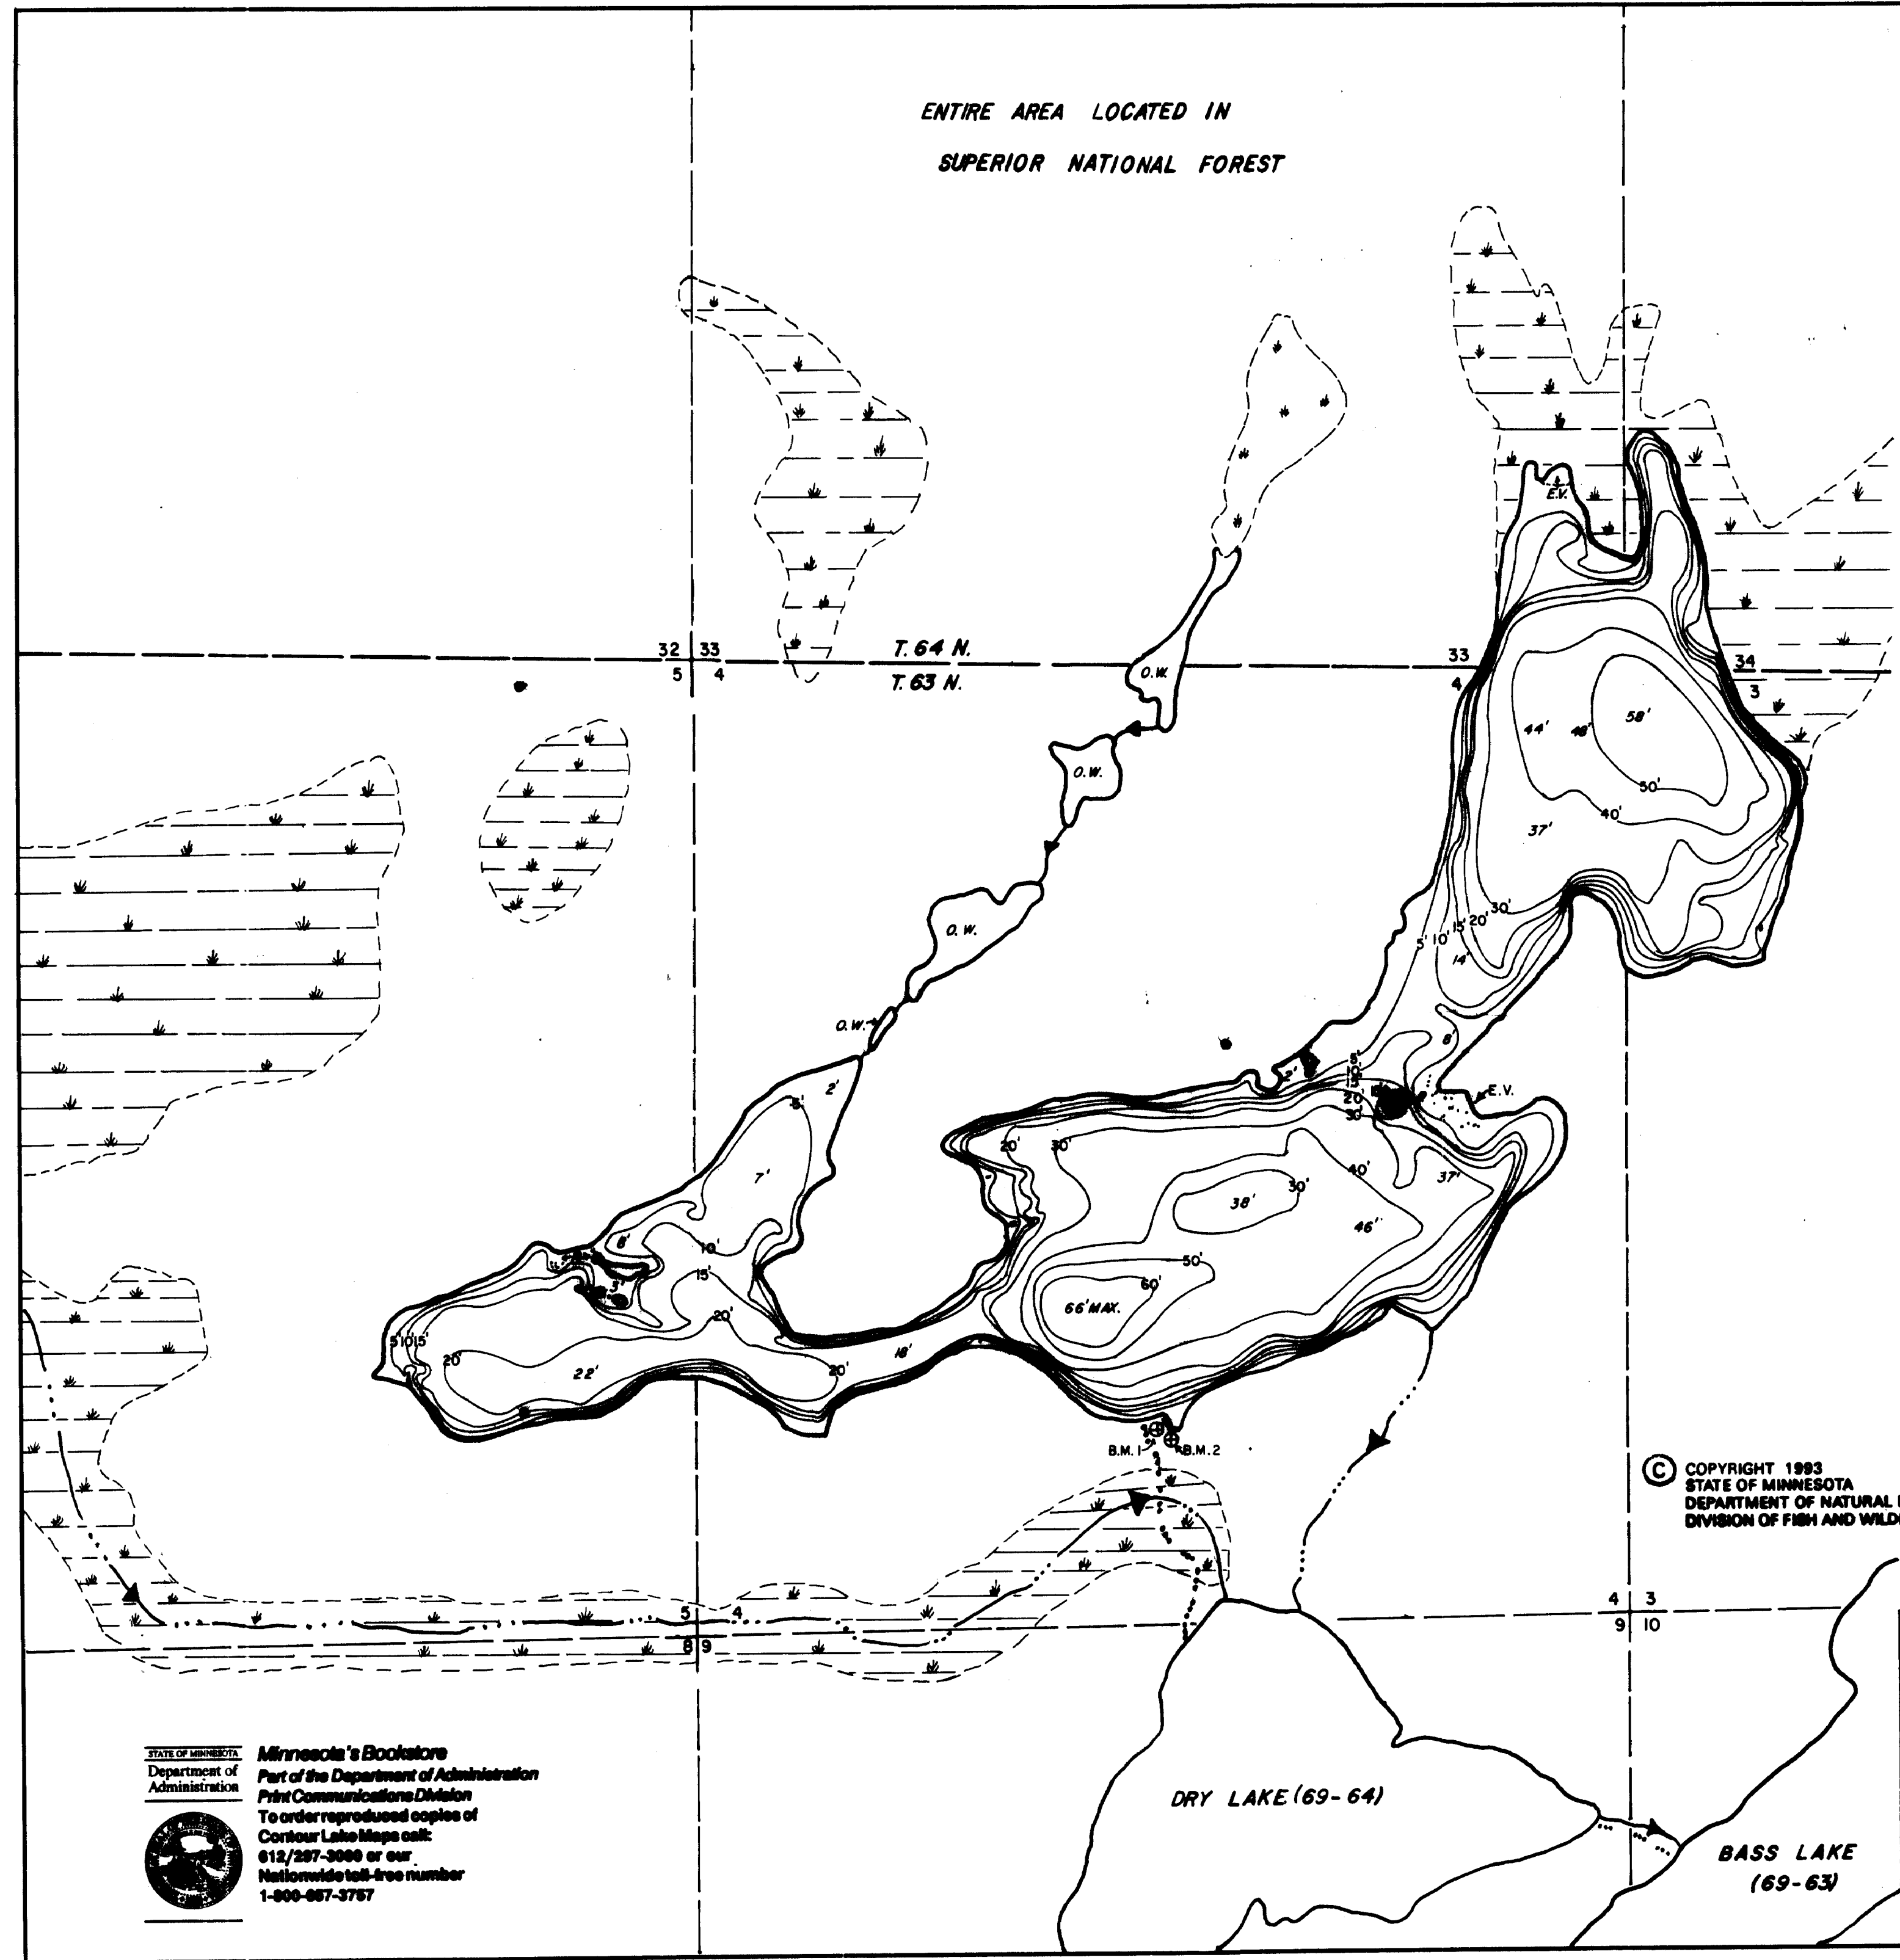 ENTIRE AREA LOCATED IN
SUPERIOR NATIONAL FOREST
E.V.
32 33
T. 64 N.
33
34
5 4
T. 63 N.
4
3
O.W.
44'
48'
58'
O.W.
50'
40'
37'
O.W.
30'
20'
15'
10'
5'
14'
O.W.
8'
5'
10'
15'
20'
30'
2'
2'
E.V.
5'
20'
30'
40'
37'
7'
30'
38'
46'
8'
10'
15'
3'
50'
60'
66' MAX.
20'
5' 10' 15'
20'
22'
20'
18'
B.M. 1
B.M. 2
C COPYRIGHT 1993
STATE OF MINNESOTA
DEPARTMENT OF NATURAL
DIVISION OF FISH AND WILD
5 4
8 9
4 3
9 10
STATE OF MINNESOTA
Department of
Administration
Minnesota's Bookstore
Part of the Department of Administration
Print Communications Division
To order reproduced copies of
Contour Lake Maps call:
612/297-3000 or our
Nationwide toll-free number
1-800-657-3757
DRY LAKE (69-64)
BASS LAKE
(69-63)